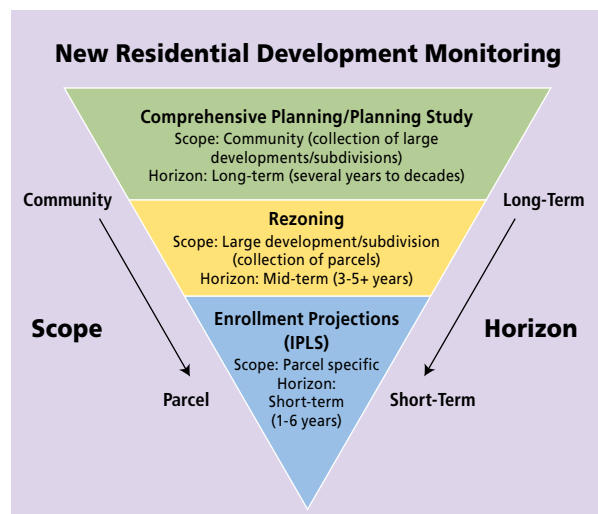 New Residential Development Monitoring
Comprehensive Planning/Planning Study
Scope: Community (collection of large
developments/subdivisions)
Horizon: Long-term (several years to decades)
Community
Long-Term
Rezoning
Scope: Large development/subdivision
(collection of parcels)
Horizon: Mid-term (3-5+ years)
Scope
Horizon
Enrollment Projections
(IPLS)
Scope: Parcel specific
Horizon:
Short-term
(1-6 years)
Parcel
Short-Term